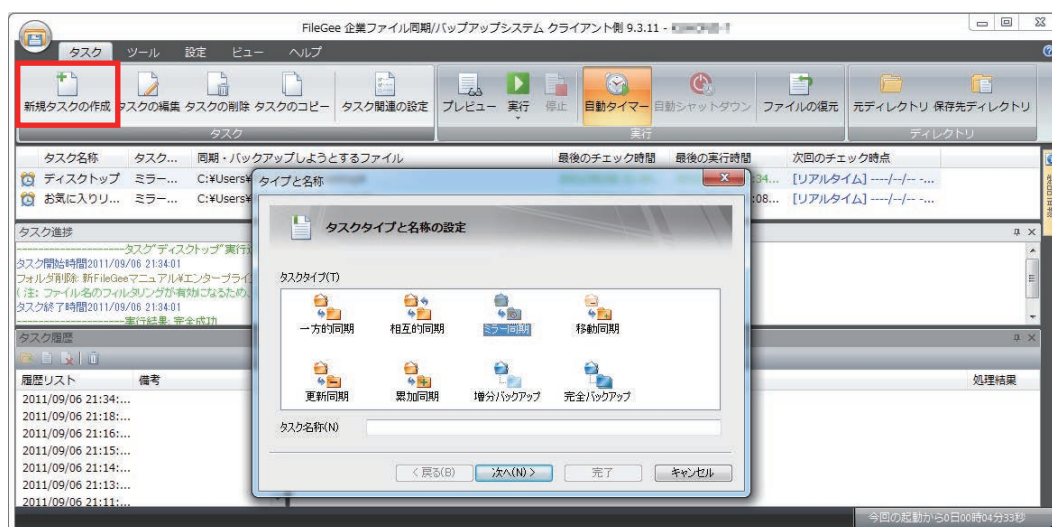 FileGee 企業ファイル同期/バップアップシステム クライアント側 9.3.11 -
タスク ツール 設定 ビュー ヘルプ
新規タスクの作成 タスクの編集 タスクの削除 タスクのコピー タスク関連の設定 プレビュー 実行 停止 自動タイマー 自動シャットダウン ファイルの復元 元ディレクトリ 保存先ディレクトリ
タスク 実行 ディレクトリ
タスク名称 タスク... 同期・バックアップしようとするファイル 最後のチェック時間 最後の実行時間 次回のチェック時点
ディスクトップ ミラー... C:¥Users¥ :34... [リアルタイム] ----/--/-- -...
お気に入りリ... ミラー... C:¥Users¥ :08... [リアルタイム] ----/--/-- -...
タイプと名称
タスクタイプと名称の設定
タスクタイプ(T)
一方的同期 相互的同期 ミラー同期 移動同期
更新同期 累加同期 増分バックアップ 完全バックアップ
タスク名称(N)
< 戻る(B) 次へ(N) > 完了 キャンセル
タスク進捗
--------------------タスク"ディスクトップ"実行
タスク開始時間2011/09/06 21:34:01
フォルダ削除: 新FileGeeマニュアル¥エンタープライ
(注: ファイル名のフィルタリングが有効になるため、
タスク終了時間2011/09/06 21:34:01
--------------------実行結果: 完全成功
タスク履歴
履歴リスト 備考 処理結果
2011/09/06 21:34:...
2011/09/06 21:18:...
2011/09/06 21:16:...
2011/09/06 21:15:...
2011/09/06 21:14:...
2011/09/06 21:13:...
2011/09/06 21:11:...
今回の起動から0日00時04分33秒